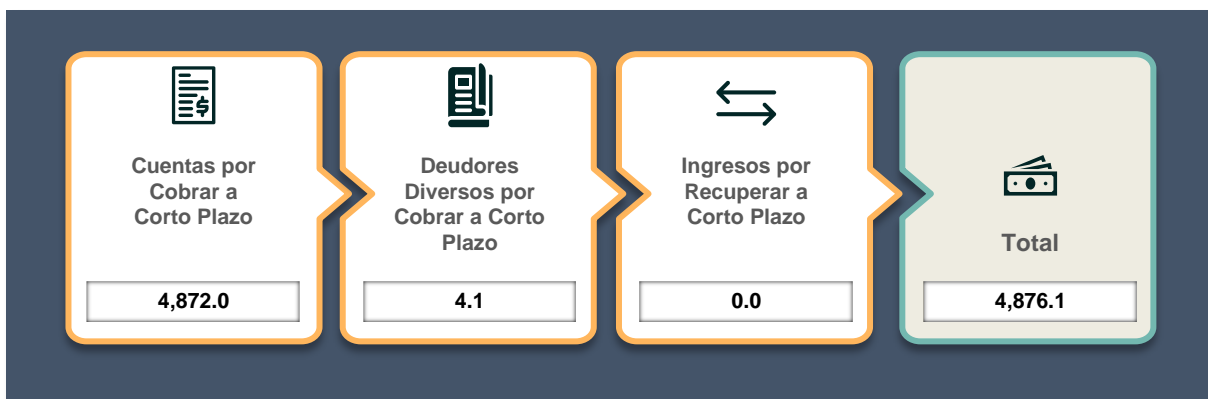 Cuentas por
Cobrar a
Corto Plazo
4,872.0
Deudores
Diversos por
Cobrar a Corto
Plazo
4.1
Ingresos por
Recuperar a
Corto Plazo
0.0
Total
4,876.1